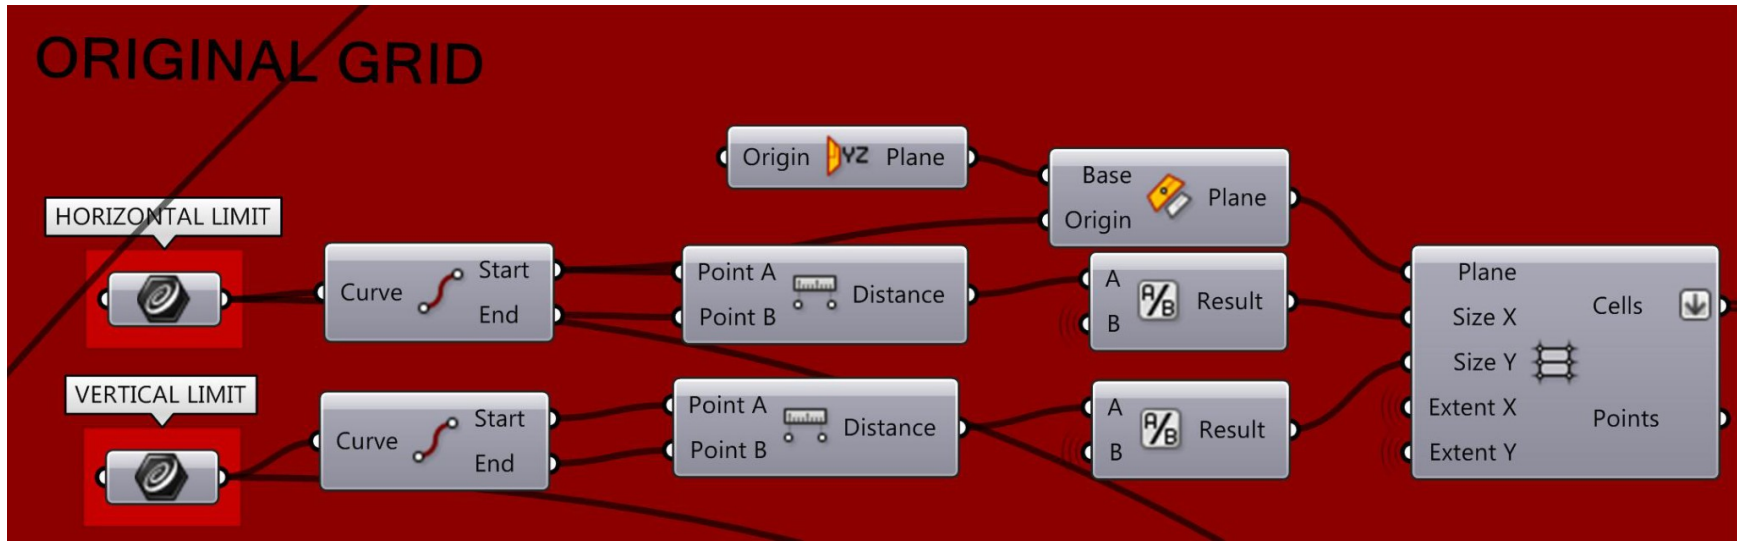 ORIGINAL GRID
Origin YZ Plane
Base
Origin
Plane
HORIZONTAL LIMIT
Curve
Start
End
Point A
Point B
Distance
A
B
A/B
Result
Plane
Size X
Size Y
Extent X
Extent Y
Cells
Points
VERTICAL LIMIT
Curve
Start
End
Point A
Point B
Distance
A
B
A/B
Result